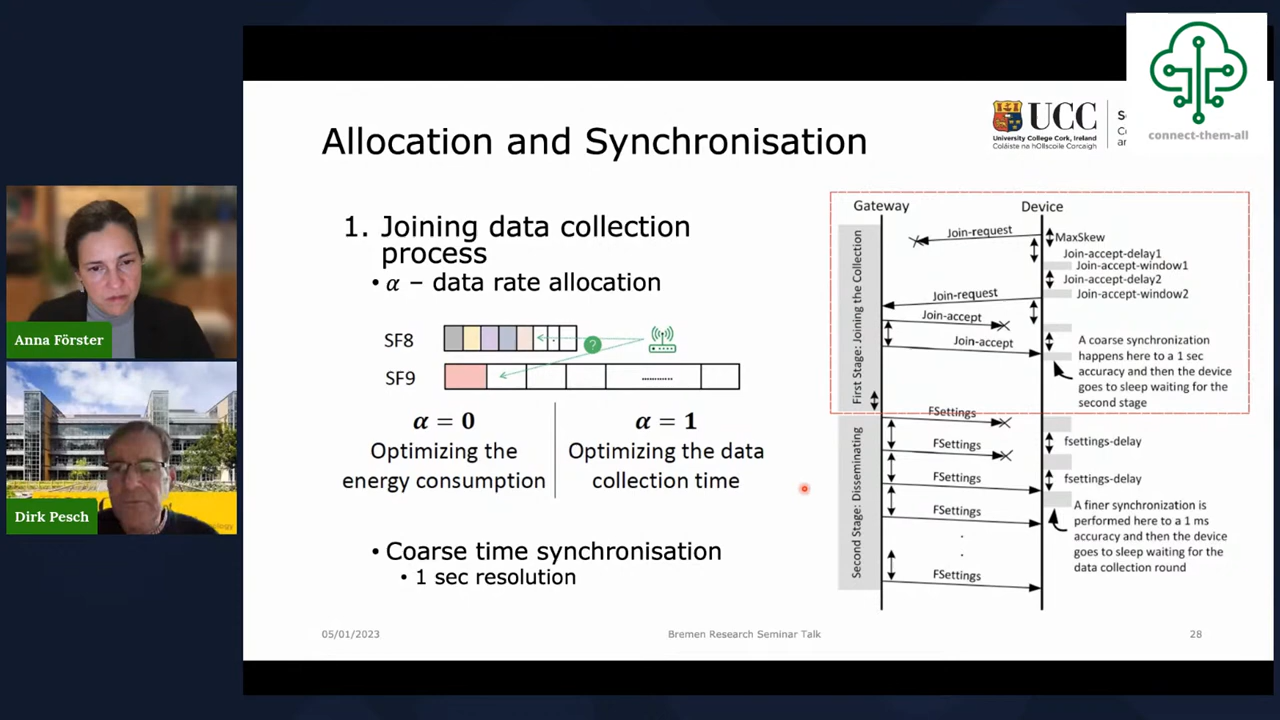 connect-them-all
UCC
University College Cork, Ireland
Coláiste na hOllscoile Corcaigh
Allocation and Synchronisation
1. Joining data collection
process
• α – data rate allocation
SF8
?
SF9
α = 0
Optimizing the
energy consumption
α = 1
Optimizing the data
collection time
• Coarse time synchronisation
• 1 sec resolution
Gateway
Device
First Stage: Joining the Collection
Join-request
MaxSkew
Join-accept-delay1
Join-accept-window1
Join-accept-delay2
Join-accept-window2
Join-request
Join-accept
Join-accept
A coarse synchronization
happens here to a 1 sec
accuracy and then the device
goes to sleep waiting for the
second stage
Second Stage: Disseminating
FSettings
fsettings-delay
FSettings
fsettings-delay
FSettings
FSettings
FSettings
A finer synchronization is
performed here to a 1 ms
accuracy and then the device
goes to sleep waiting for the
data collection round
Anna Förster
Dirk Pesch
05/01/2023
Bremen Research Seminar Talk
28